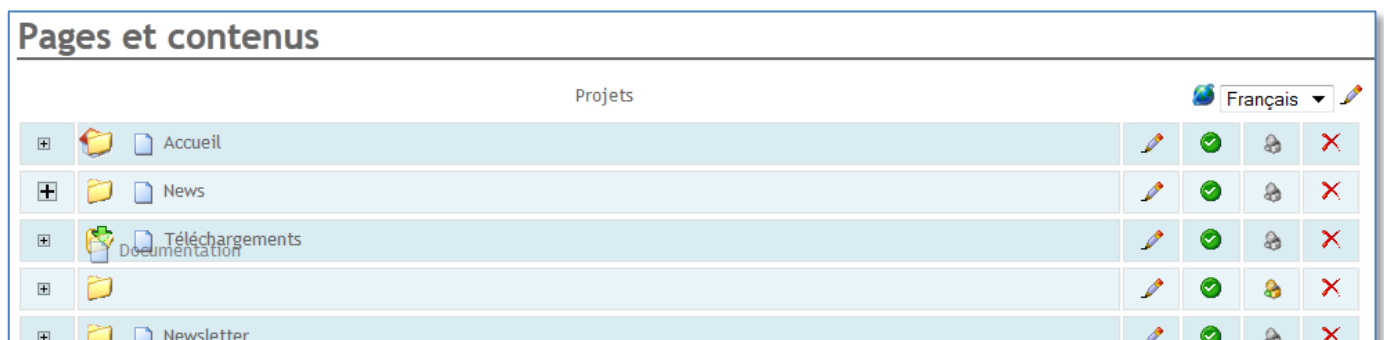 Pages et contenus
Projets
Français
Accueil
News
Téléchargements
Documentation
Newsletter